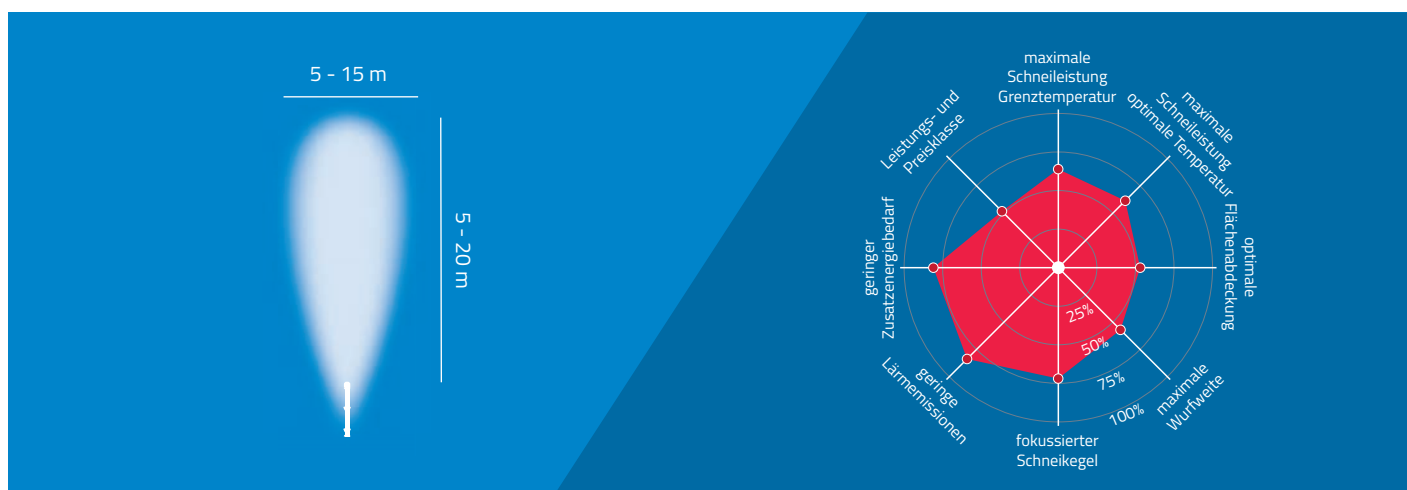 5 - 15 m
5 - 20 m
maximale
Schneileistung
Grenztemperatur
maximale
Schneileistung
optimale Temperatur
optimale
Flächenabdeckung
maximale
Wurfweite
fokussierter
Schneikegel
geringe
Lärmemissionen
geringer
Zusatzenergiebedarf
Leistungs- und
Preisklasse
25%
50%
75%
100%